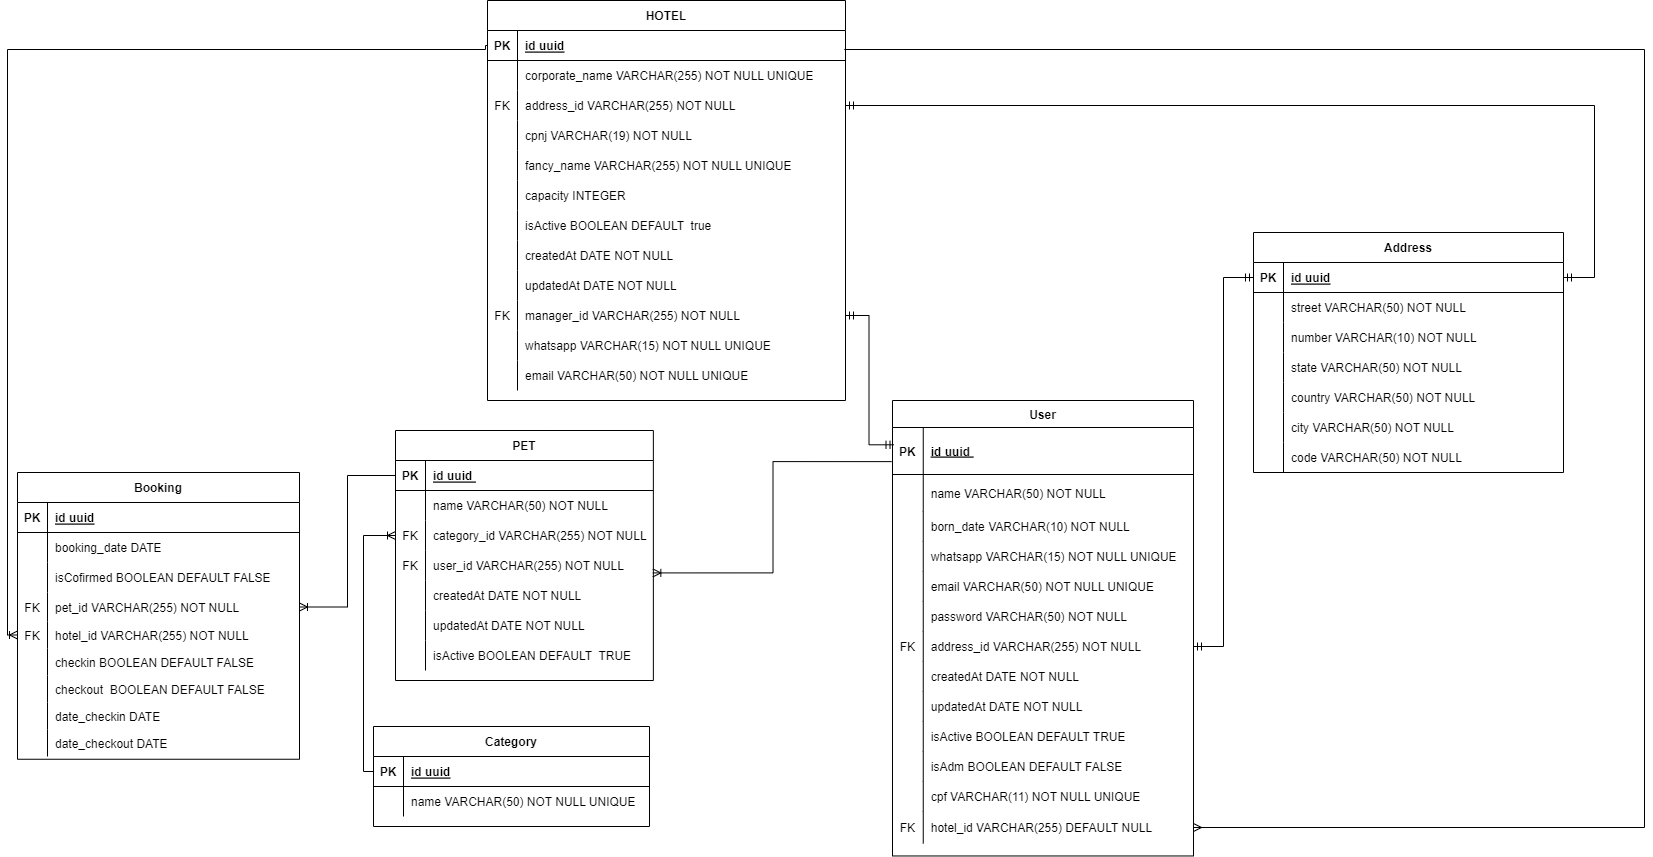 HOTEL
PK id uuid
corporate_name VARCHAR(255) NOT NULL UNIQUE
FK address_id VARCHAR(255) NOT NULL
cpnj VARCHAR(19) NOT NULL
fancy_name VARCHAR(255) NOT NULL UNIQUE
capacity INTEGER
isActive BOOLEAN DEFAULT true
createdAt DATE NOT NULL
updatedAt DATE NOT NULL
FK manager_id VARCHAR(255) NOT NULL
whatsapp VARCHAR(15) NOT NULL UNIQUE
email VARCHAR(50) NOT NULL UNIQUE
Address
PK id uuid
street VARCHAR(50) NOT NULL
number VARCHAR(10) NOT NULL
state VARCHAR(50) NOT NULL
country VARCHAR(50) NOT NULL
city VARCHAR(50) NOT NULL
code VARCHAR(50) NOT NULL
User
PK id uuid
name VARCHAR(50) NOT NULL
born_date VARCHAR(10) NOT NULL
whatsapp VARCHAR(15) NOT NULL UNIQUE
email VARCHAR(50) NOT NULL UNIQUE
password VARCHAR(50) NOT NULL
FK address_id VARCHAR(255) NOT NULL
createdAt DATE NOT NULL
updatedAt DATE NOT NULL
isActive BOOLEAN DEFAULT TRUE
isAdm BOOLEAN DEFAULT FALSE
cpf VARCHAR(11) NOT NULL UNIQUE
FK hotel_id VARCHAR(255) DEFAULT NULL
PET
PK id uuid
name VARCHAR(50) NOT NULL
FK category_id VARCHAR(255) NOT NULL
FK user_id VARCHAR(255) NOT NULL
createdAt DATE NOT NULL
updatedAt DATE NOT NULL
isActive BOOLEAN DEFAULT TRUE
Booking
PK id uuid
booking_date DATE
isCofirmed BOOLEAN DEFAULT FALSE
FK pet_id VARCHAR(255) NOT NULL
FK hotel_id VARCHAR(255) NOT NULL
checkin BOOLEAN DEFAULT FALSE
checkout BOOLEAN DEFAULT FALSE
date_checkin DATE
date_checkout DATE
Category
PK id uuid
name VARCHAR(50) NOT NULL UNIQUE